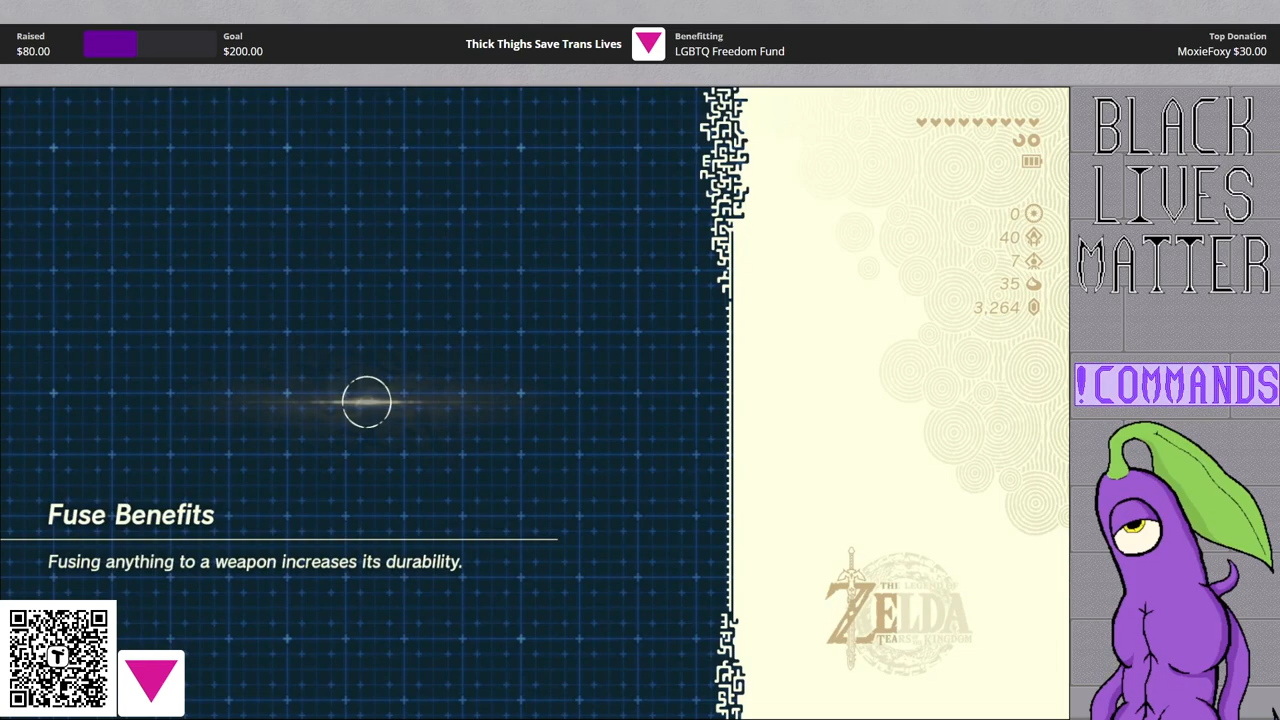 Raised
$80.00
Goal
$200.00
Thick Thighs Save Trans Lives
Benefitting
LGBTQ Freedom Fund
Top Donation
MoxieFoxy $30.00
0
40
7
35
3,264
Fuse Benefits
Fusing anything to a weapon increases its durability.
THE LEGEND OF
ZELDA
TEARS OF THE KINGDOM
BLACK
LIVES
MATTER
!COMMANDS
T